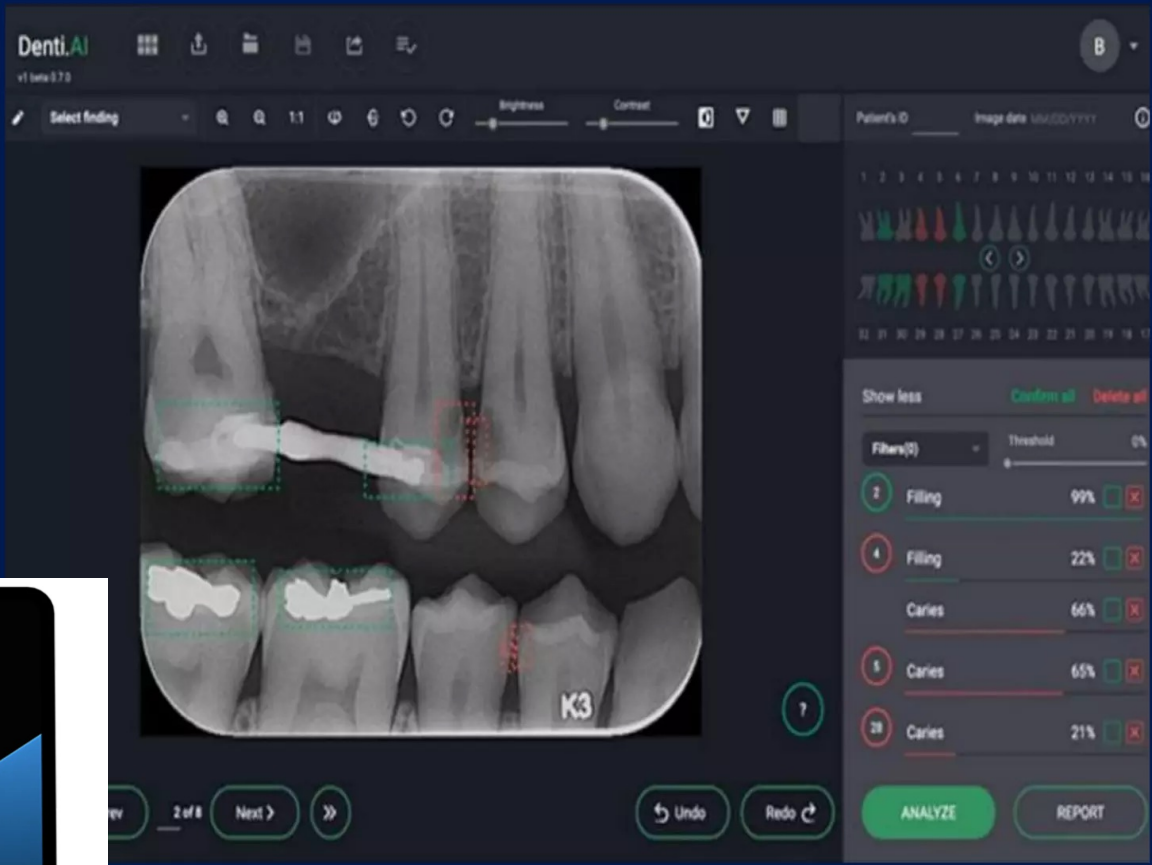 Denti.AI
v1 beta 0.7.0
B
Select finding
1:1
Brightness
Contrast
Patient's ID
Image date MM/DD/YYYY
1 2 3 4 5 6 7 8 9 10 11 12 13 14 15 16
32 31 30 29 28 27 26 25 24 23 22 21 20 19 18 17
Show less
Confirm all
Delete all
Filters(0)
Threshold
0%
2 Filling 99%
4 Filling 22%
Caries 66%
5 Caries 65%
28 Caries 21%
K3
?
2 of 8
Next
Undo
Redo
ANALYZE
REPORT